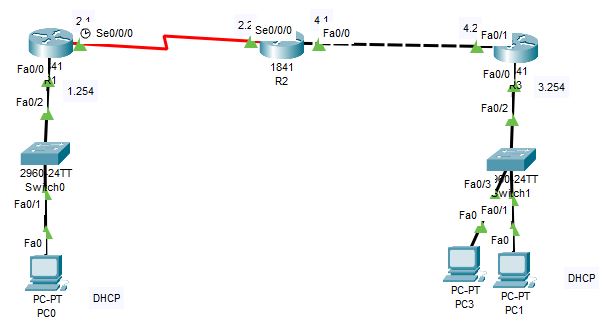 2.1
Se0/0/0
2.2
Se0/0/0
4.1
Fa0/0
4.2
Fa0/1
1841
R2
Fa0/0
41
1.254
Fa0/2
Fa0/0
41
3
3.254
Fa0/2
2960-24TT
Switch0
60-24TT
witch1
Fa0/1
Fa0
Fa0/3
Fa0/1
Fa0
Fa0
PC-PT
PC0
DHCP
PC-PT
PC3
PC-PT
PC1
DHCP